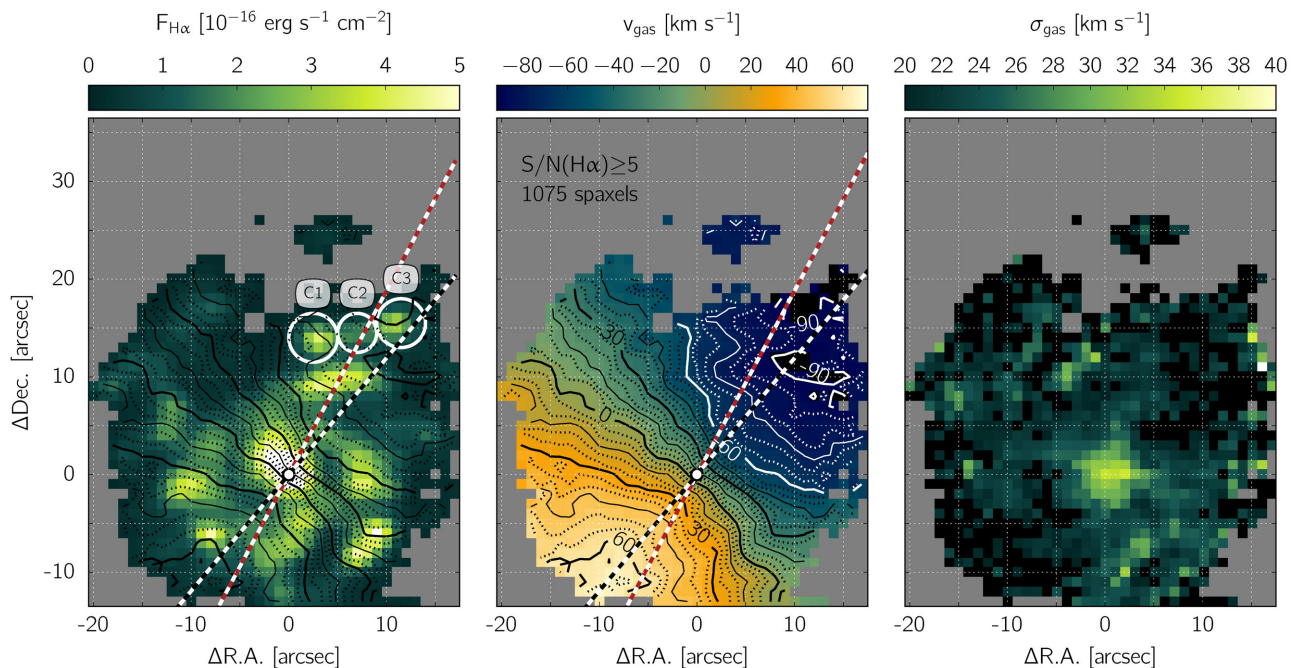 F_Hα [10⁻¹⁶ erg s⁻¹ cm⁻²]
0 1 2 3 4 5
v_gas [km s⁻¹]
−80 −60 −40 −20 0 20 40 60
σ_gas [km s⁻¹]
20 22 24 26 28 30 32 34 36 38 40
ΔDec. [arcsec]
30
20
10
0
-10
C1 C2 C3
-30
0
S/N(Hα)≥5
1075 spaxels
-30
-90
-90
0
-60
30
60
-20 -10 0 10
ΔR.A. [arcsec]
-20 -10 0 10
ΔR.A. [arcsec]
-20 -10 0 10
ΔR.A. [arcsec]